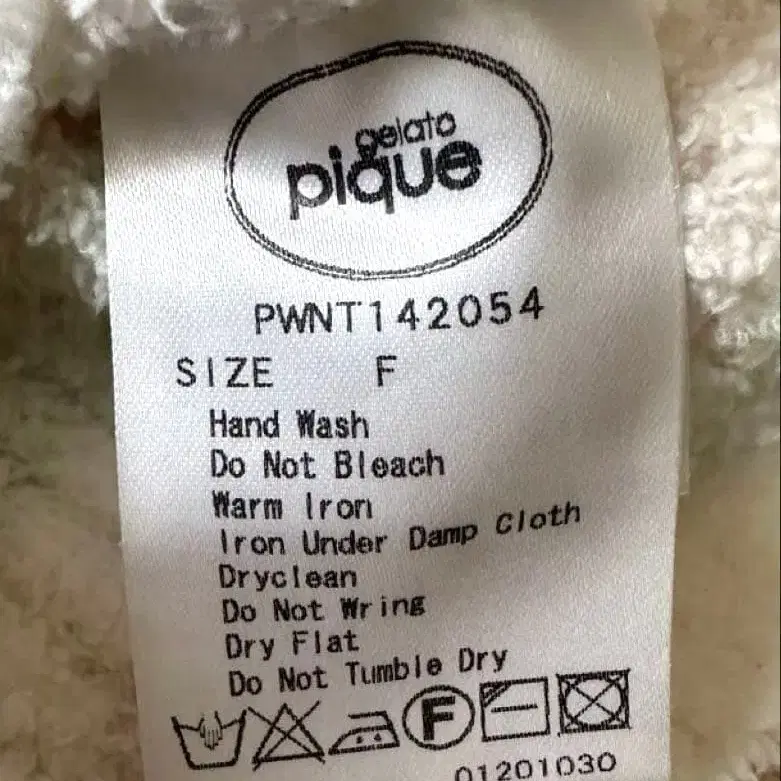 gelato
pique
PWNT142054
SIZE F
Hand Wash
Do Not Bleach
Warm Iron
Iron Under Damp Cloth
Dryclean
Do Not Wring
Dry Flat
Do Not Tumble Dry
F
01201030